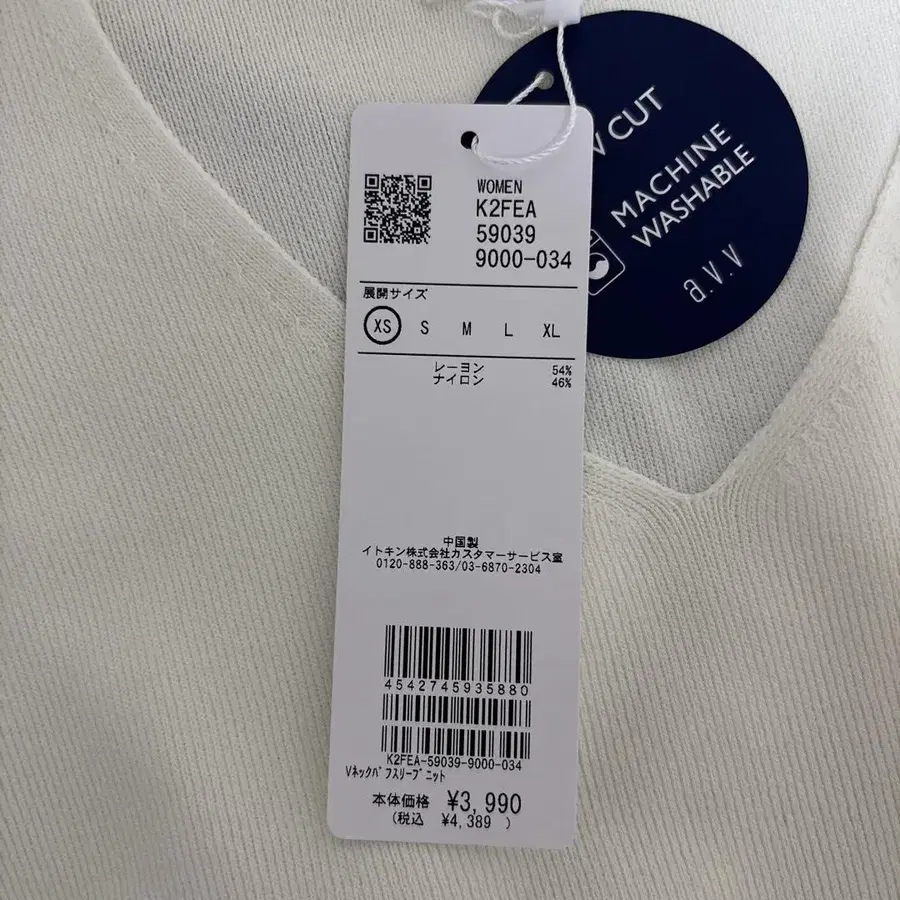 WOMEN
K2FEA
59039
9000-034
展開サイズ
XS S M L XL
レーヨン 54%
ナイロン 46%
中国製
イトキン株式会社カスタマーサービス室
0120-888-363/03-6870-2304
4542745935880
K2FEA-59039-9000-034
Vネックパフスリーブニット
本体価格 ¥3,990
(税込 ¥4,389 )
V CUT
MACHINE
WASHABLE
a.v.v